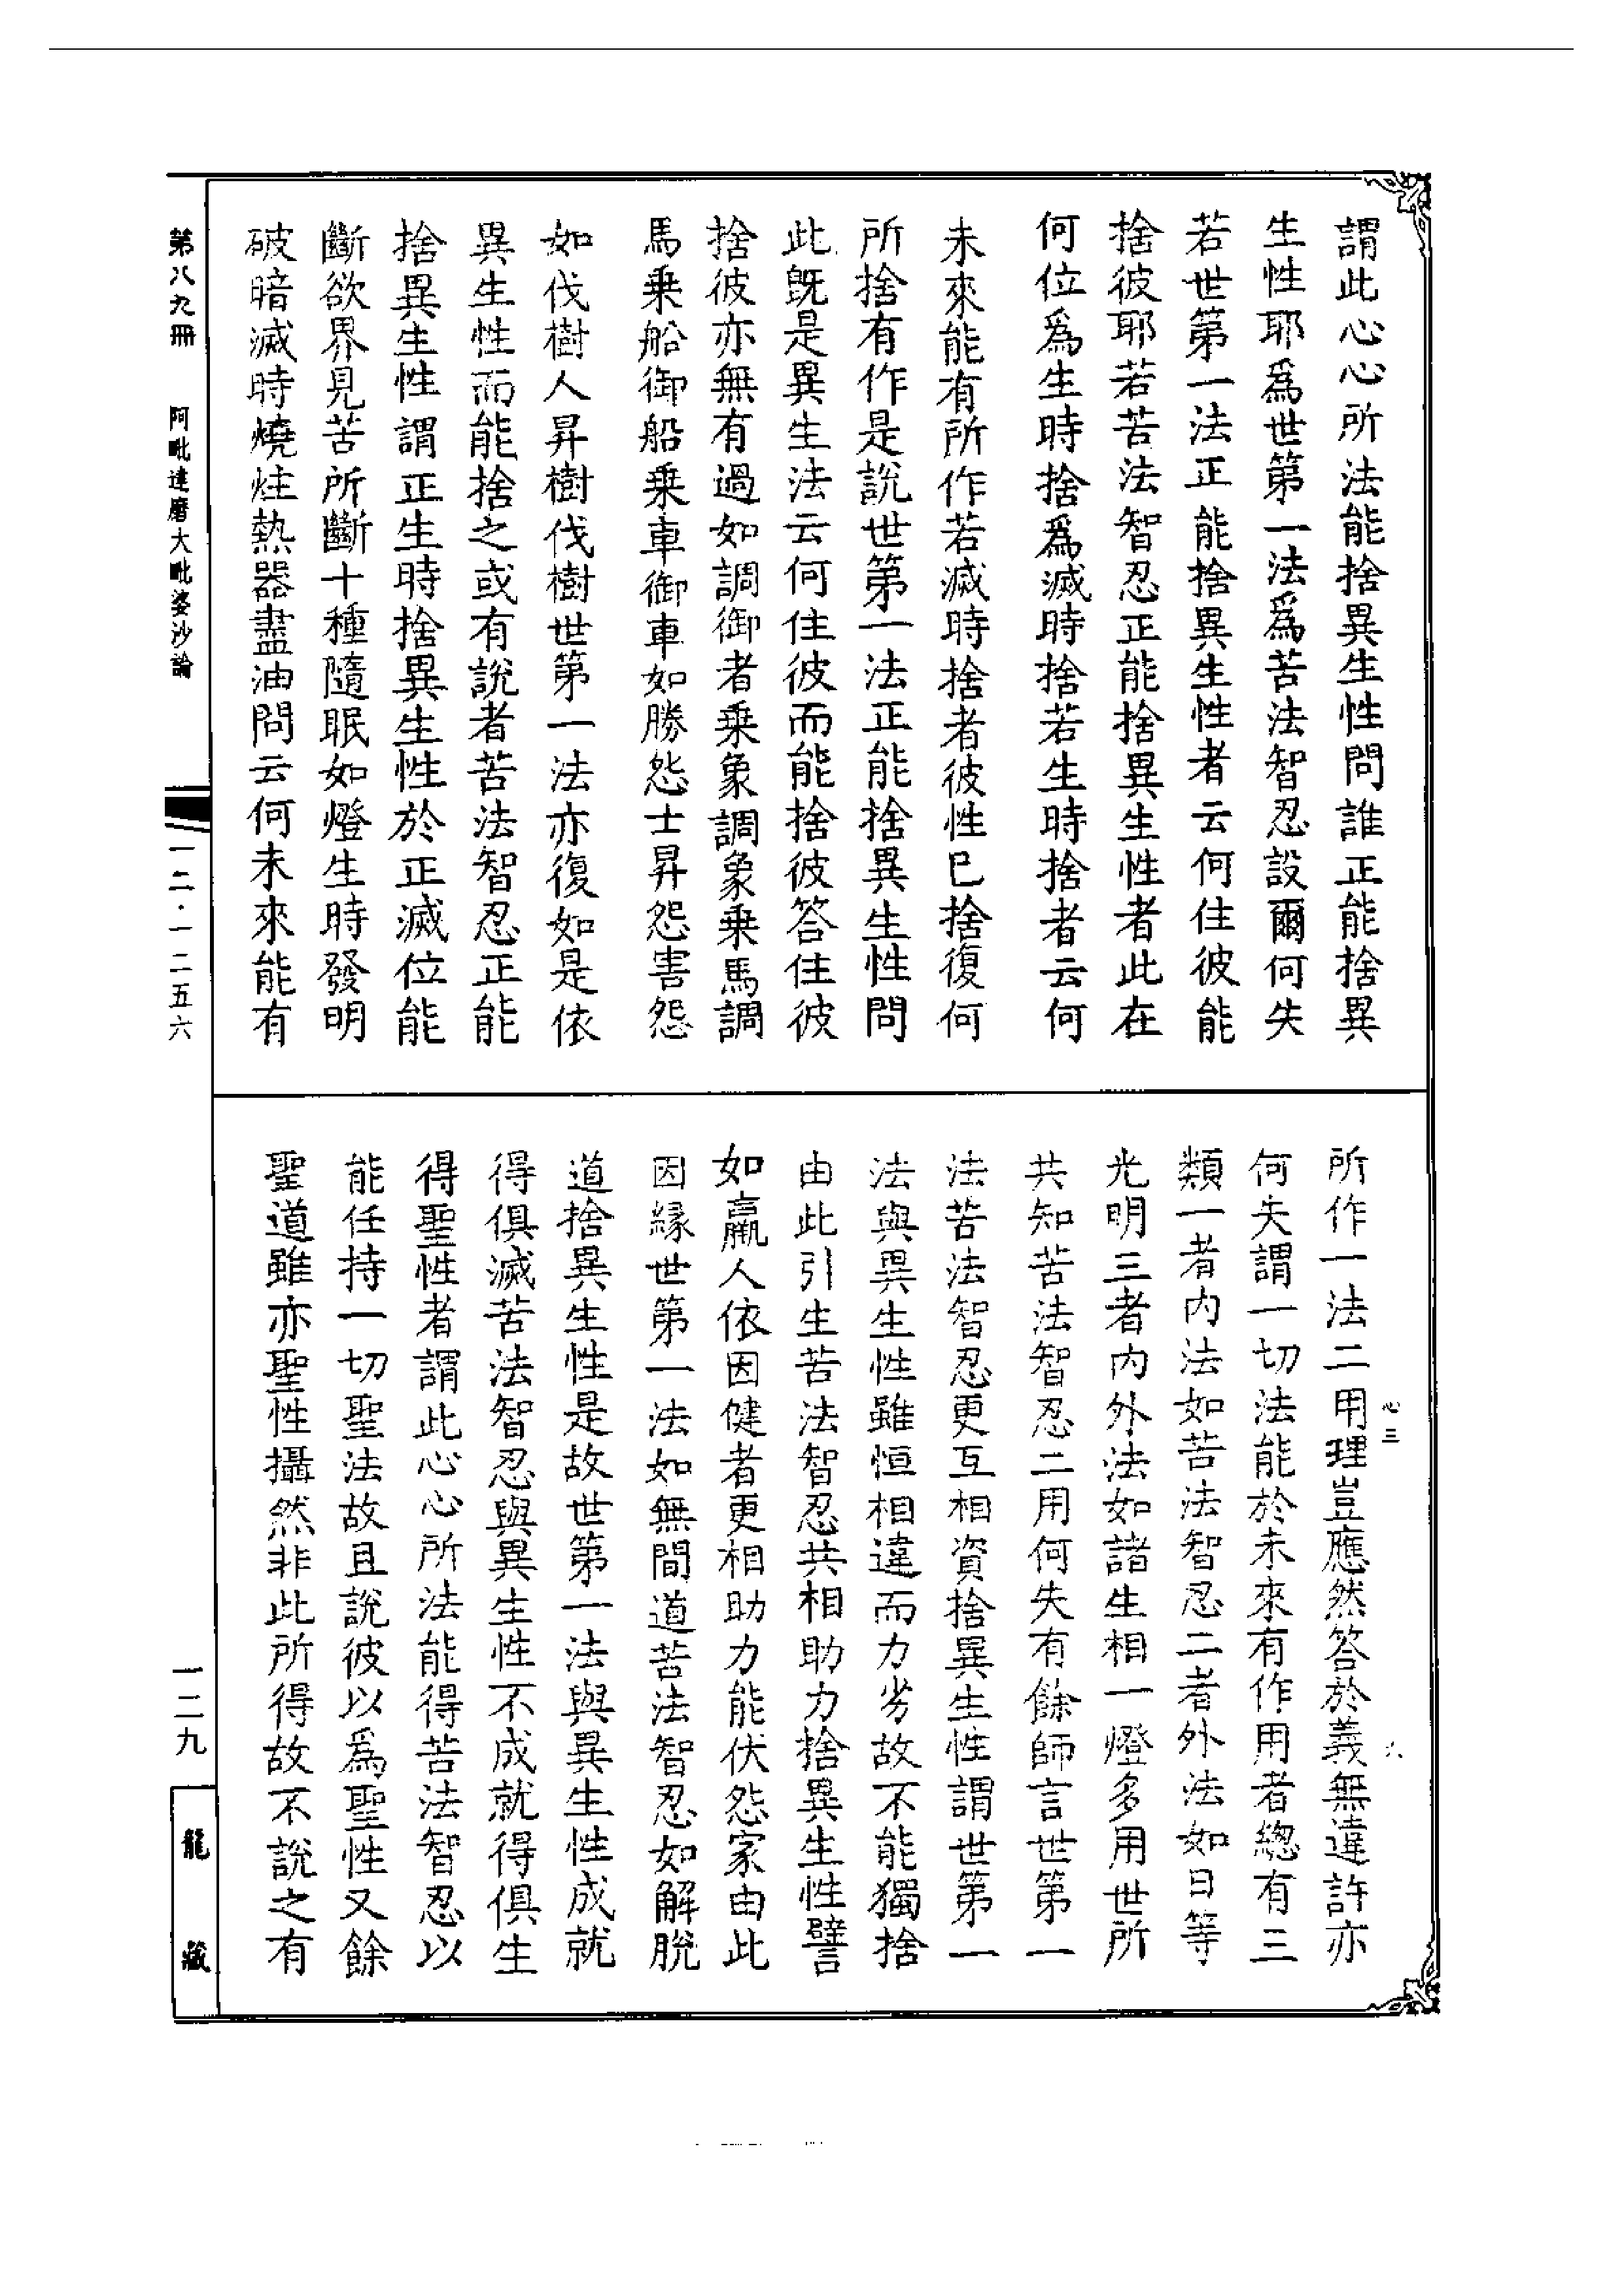 謂此心心所法能捨異生性問誰正能捨異
生性耶爲世第一法爲苦法智忍設爾何失
若世第一法正能捨異生性者云何住彼能
捨彼耶若苦法智忍正能捨異生性者此在
何位爲生時捨爲滅時捨若生時捨者云何
未來能有所作若滅時捨者彼性已捨復何
所捨有作是說世第一法正能捨異生性問
此既是異生法云何住彼而能捨彼答住彼
捨彼亦無有過如調御者乗象調象乗馬調
馬乗船御船乗車御車如勝怨士昇怨害怨
如伐樹人昇樹伐樹世第一法亦復如是依
異生性而能捨之或有說者苦法智忍正能
捨異生性謂正生時捨異生性於正滅位能
斷欲界見苦所斷十種隨眠如燈生時發明
破暗滅時燒炷熱器盡油問云何未來能有
所作一法二用理豈應然答於義無違許亦
何失謂一切法能於未來有作用者總有三
類一者內法如苦法智忍二者外法如日等
光明三者內外法如諸生相一燈多用世所
共知苦法智忍二用何失有餘師言世第一
法苦法智忍更互相資捨異生性謂世第一
法與異生性雖恒相違而力劣故不能獨捨
由此引生苦法智忍共相助力捨異生性譬
如羸人依因健者更相助力能伏怨家由此
因緣世第一法如無間道苦法智忍如解脫
道捨異生性是故世第一法與異生性成就
得俱滅苦法智忍與異生性不成就得俱生
得聖性者謂此心心所法能得苦法智忍以
能任持一切聖法故且說彼以爲聖性又餘
聖道雖亦聖性攝然非此所得故不說之有
心三
第八九冊　阿毗達磨大毗婆沙論
一二·一二五六
一二九
龍藏